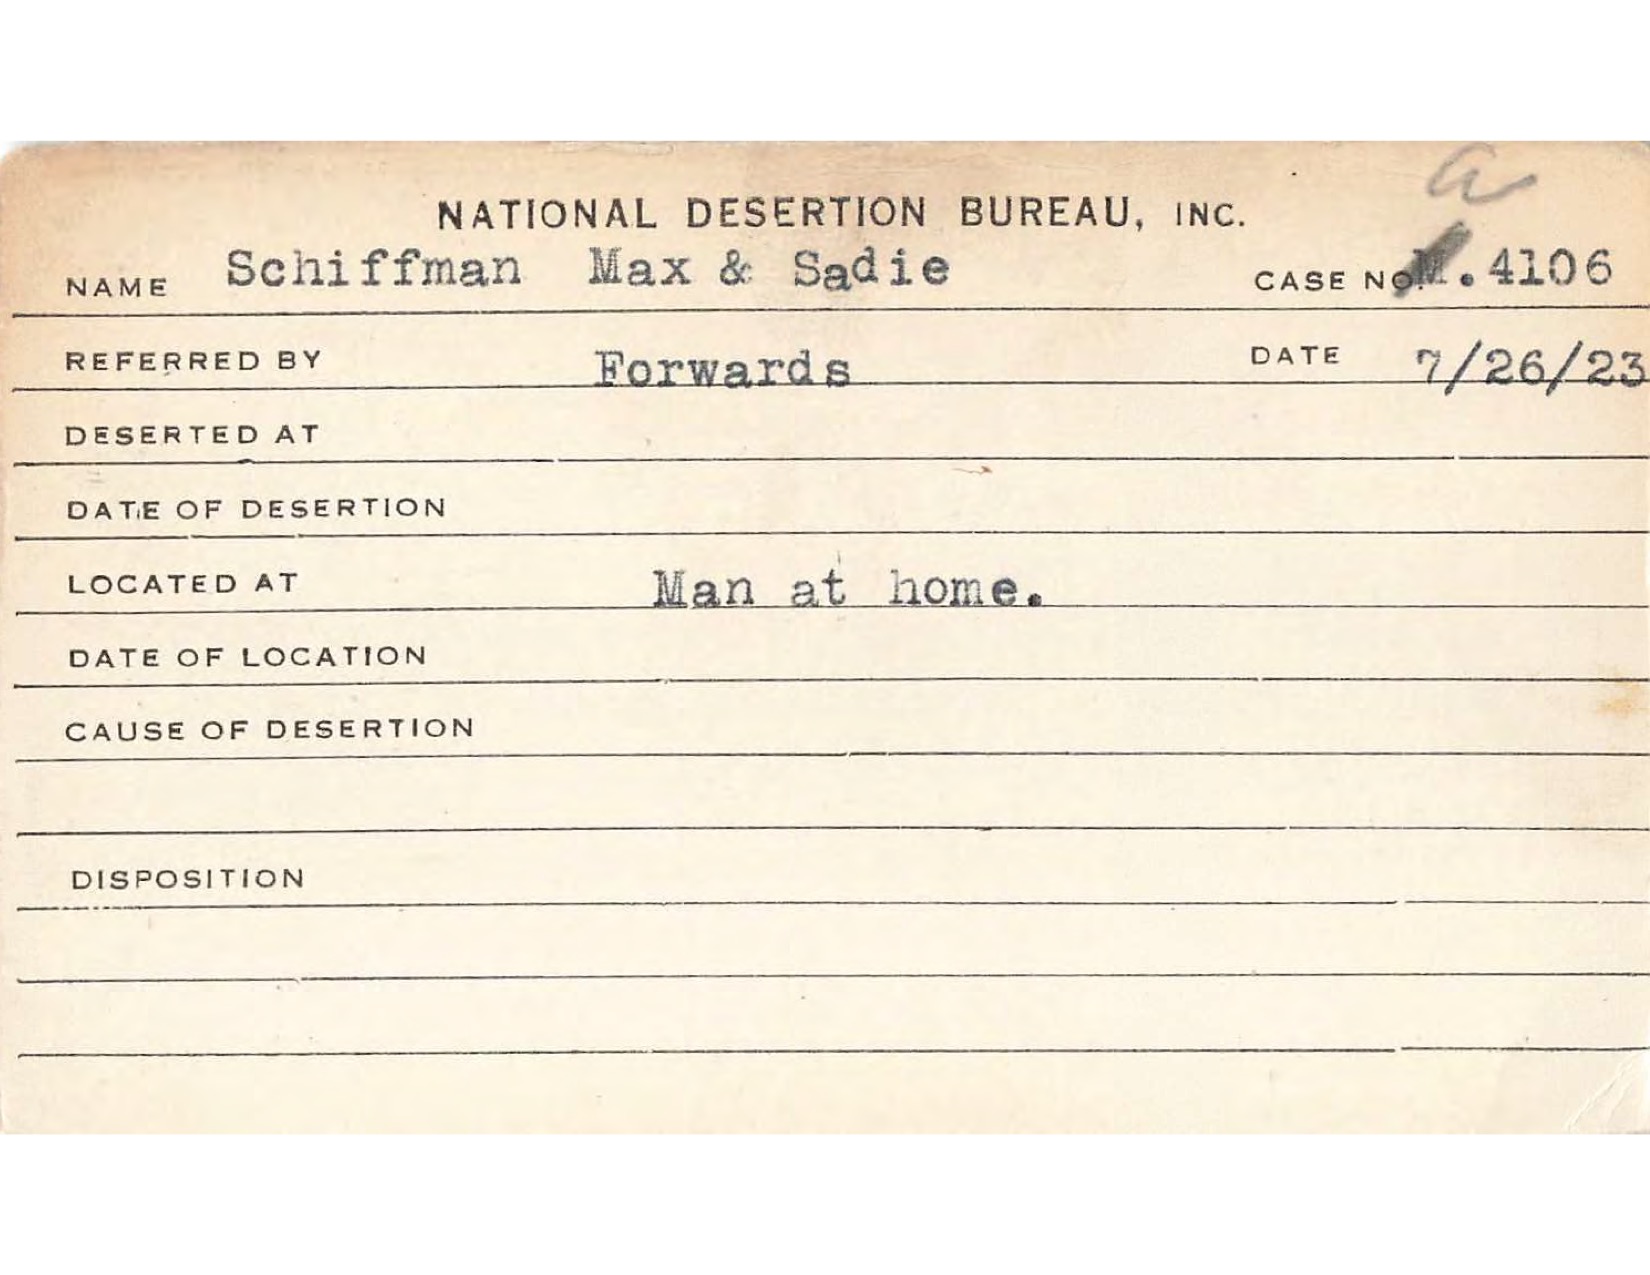 a
NATIONAL DESERTION BUREAU, INC.
NAME Schiffman Max & Sadie CASE NO. M.4106
REFERRED BY Forwards DATE 7/26/23
DESERTED AT
DATE OF DESERTION
LOCATED AT Man at home.
DATE OF LOCATION
CAUSE OF DESERTION
DISPOSITION